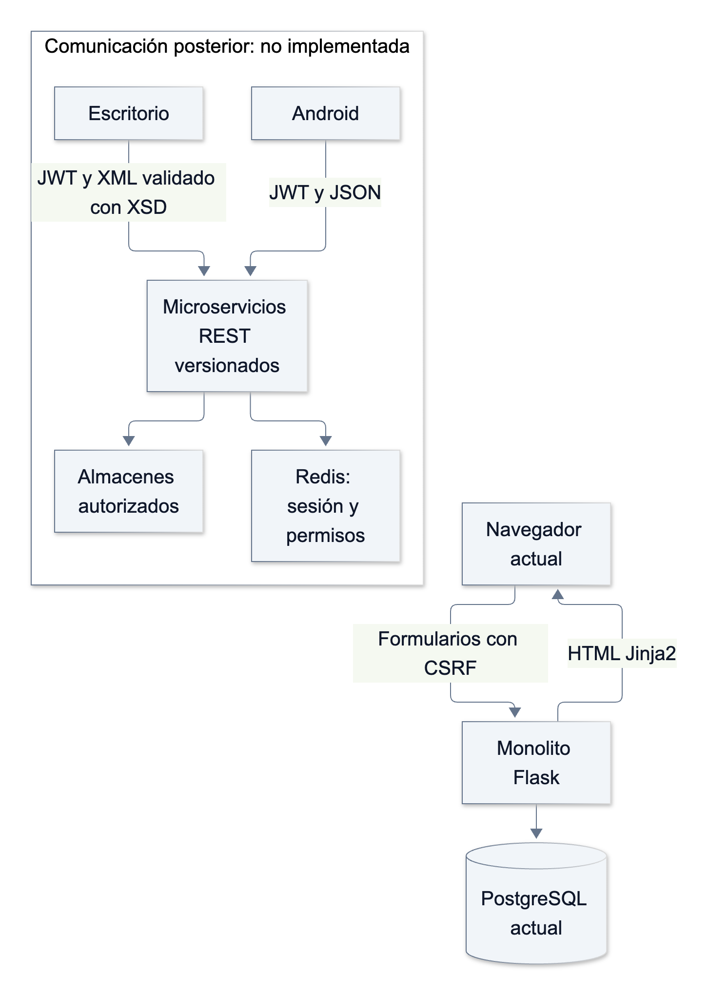 Comunicación posterior: no implementada
Escritorio
Android
JWT y XML validado
con XSD
JWT y JSON
Microservicios
REST
versionados
Almacenes
autorizados
Redis:
sesión y
permisos
Navegador
actual
Formularios con
CSRF
HTML Jinja2
Monolito
Flask
PostgreSQL
actual